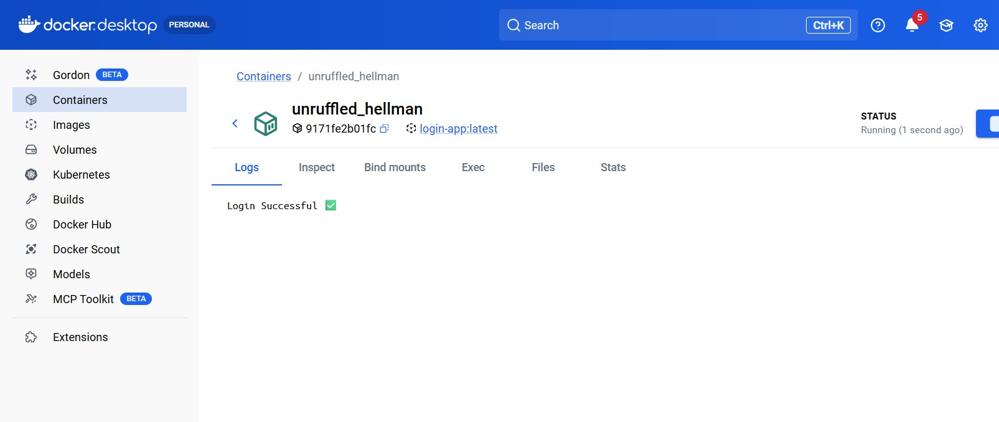 docker.desktop PERSONAL
Search Ctrl+K
5
Gordon BETA
Containers
Images
Volumes
Kubernetes
Builds
Docker Hub
Docker Scout
Models
MCP Toolkit BETA
Extensions
Containers / unruffled_hellman
unruffled_hellman
9171fe2b01fc login-app:latest
STATUS
Running (1 second ago)
Logs Inspect Bind mounts Exec Files Stats
Login Successful ✅